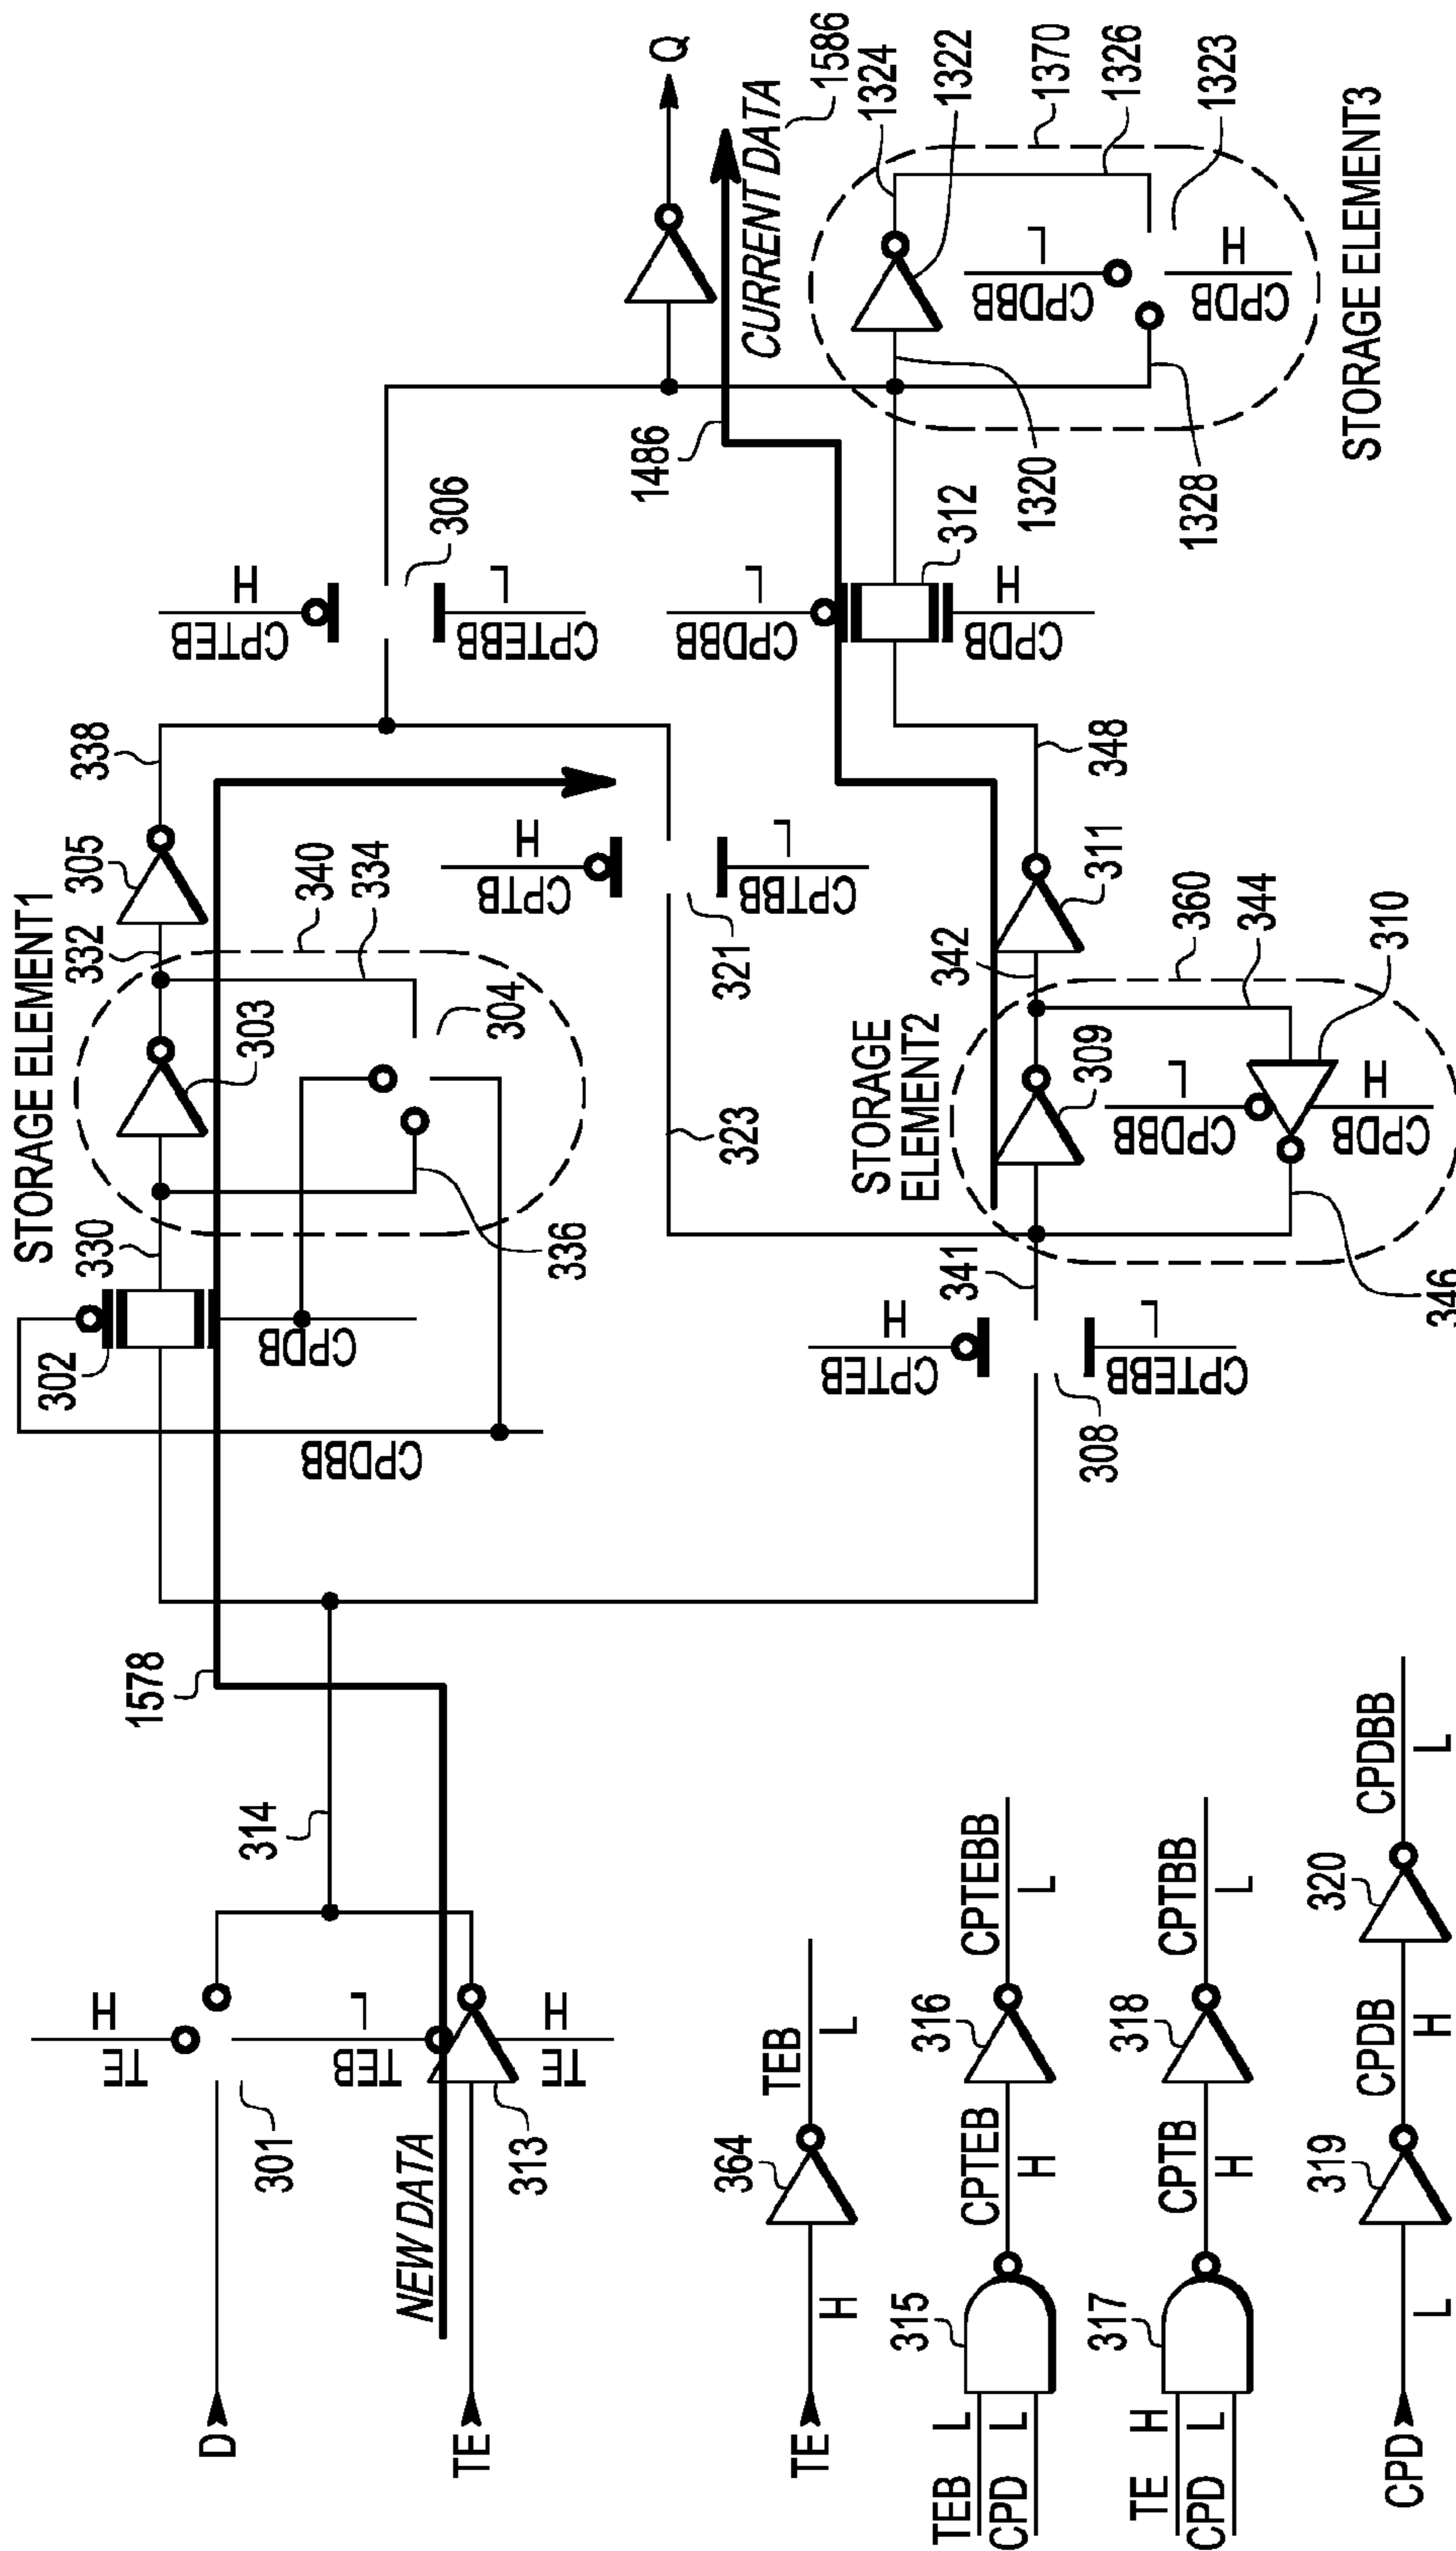 STORAGE ELEMENT1
302
330
332
305
338
303
340
334
304
336
CPDB
CPDBB
1578
314
D
TE
H
301
TEB
L
TE
H
313
NEW DATA
TE
CPTEB
H
306
CPTEBB
L
CPTB
H
321
CPTBB
L
323
Q
1486
CURRENT DATA
1586
CPDBB
L
312
CPDB
H
1324
1322
1370
1326
1323
CPDBB
L
CPDB
H
1320
1328
STORAGE ELEMENT3
STORAGE
ELEMENT2
341
342
311
348
309
360
344
310
CPDBB
L
CPDB
H
346
CPTEB
H
308
CPTEBB
L
TE
H
364
TEB
L
TEB
L
CPD
L
315
CPTEB
H
316
CPTEBB
L
TE
H
CPD
L
317
CPTB
H
318
CPTBB
L
CPD
L
319
CPDB
H
320
CPDBB
L